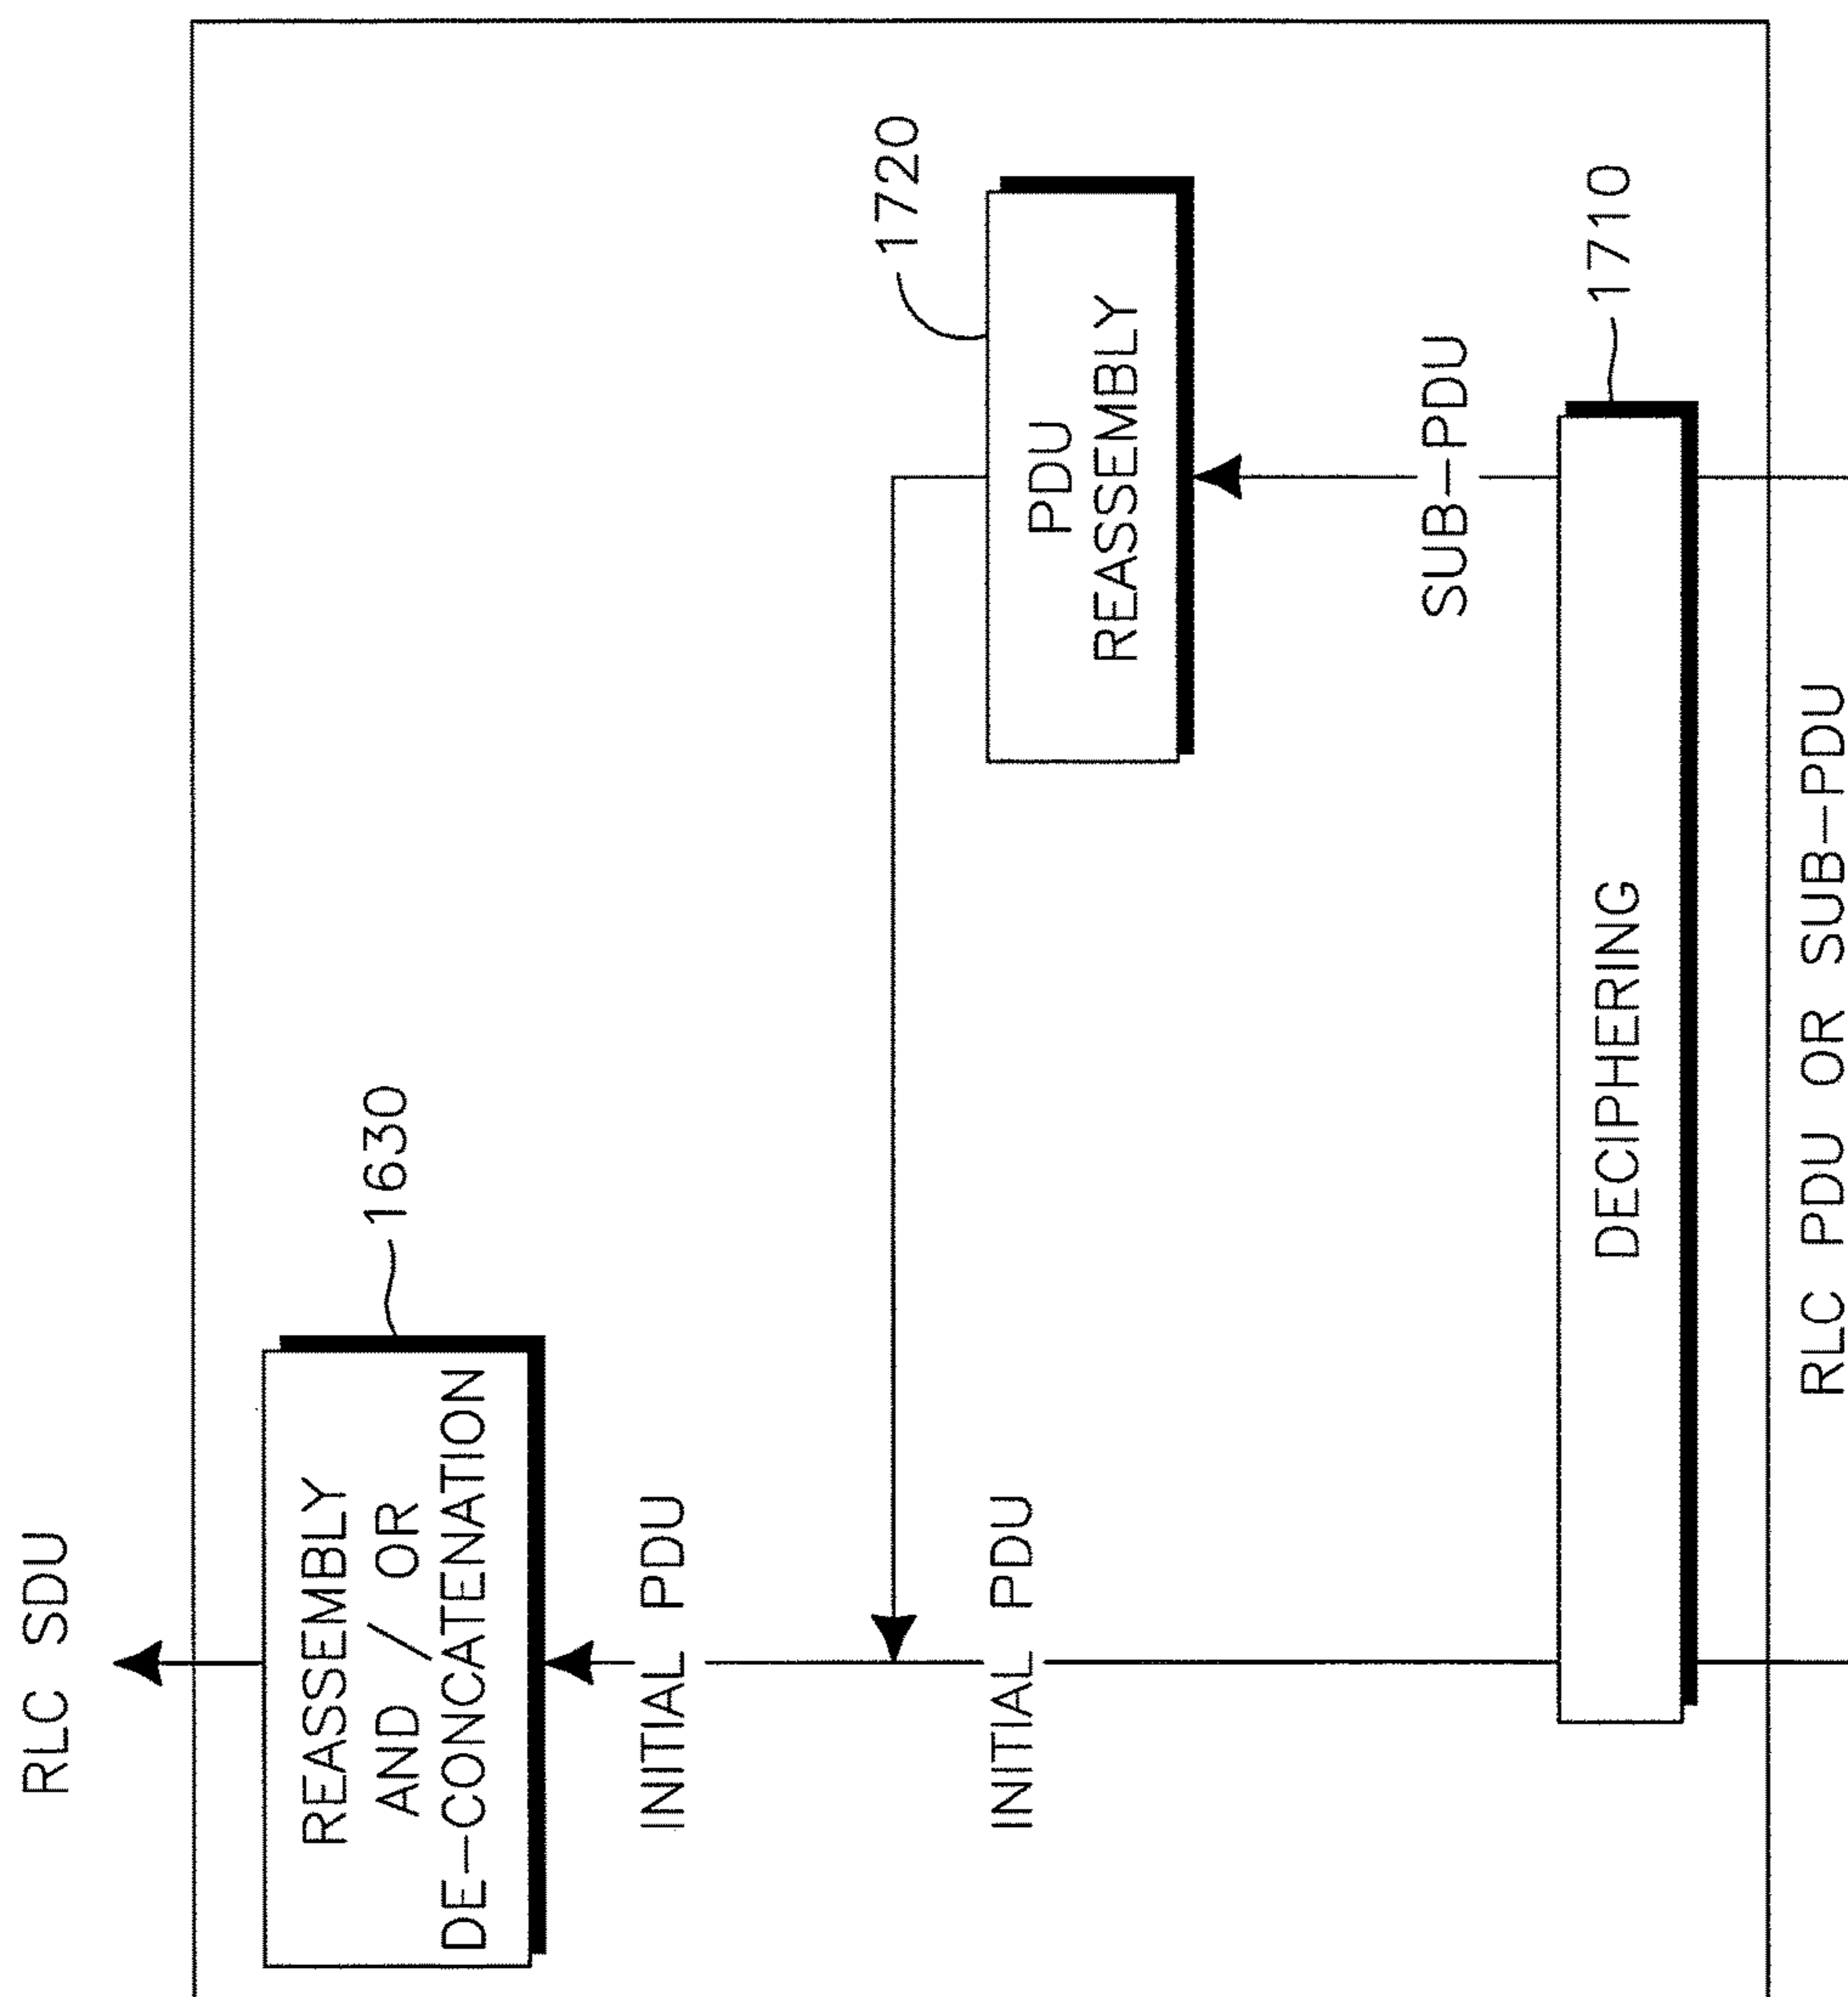 RLC SDU
REASSEMBLY
AND / OR
DE-CONCATENATION
1630
INITIAL PDU
1720
PDU
REASSEMBLY
INITIAL PDU
SUB-PDU
1710
DECIPHERING
RLC PDU OR SUB-PDU